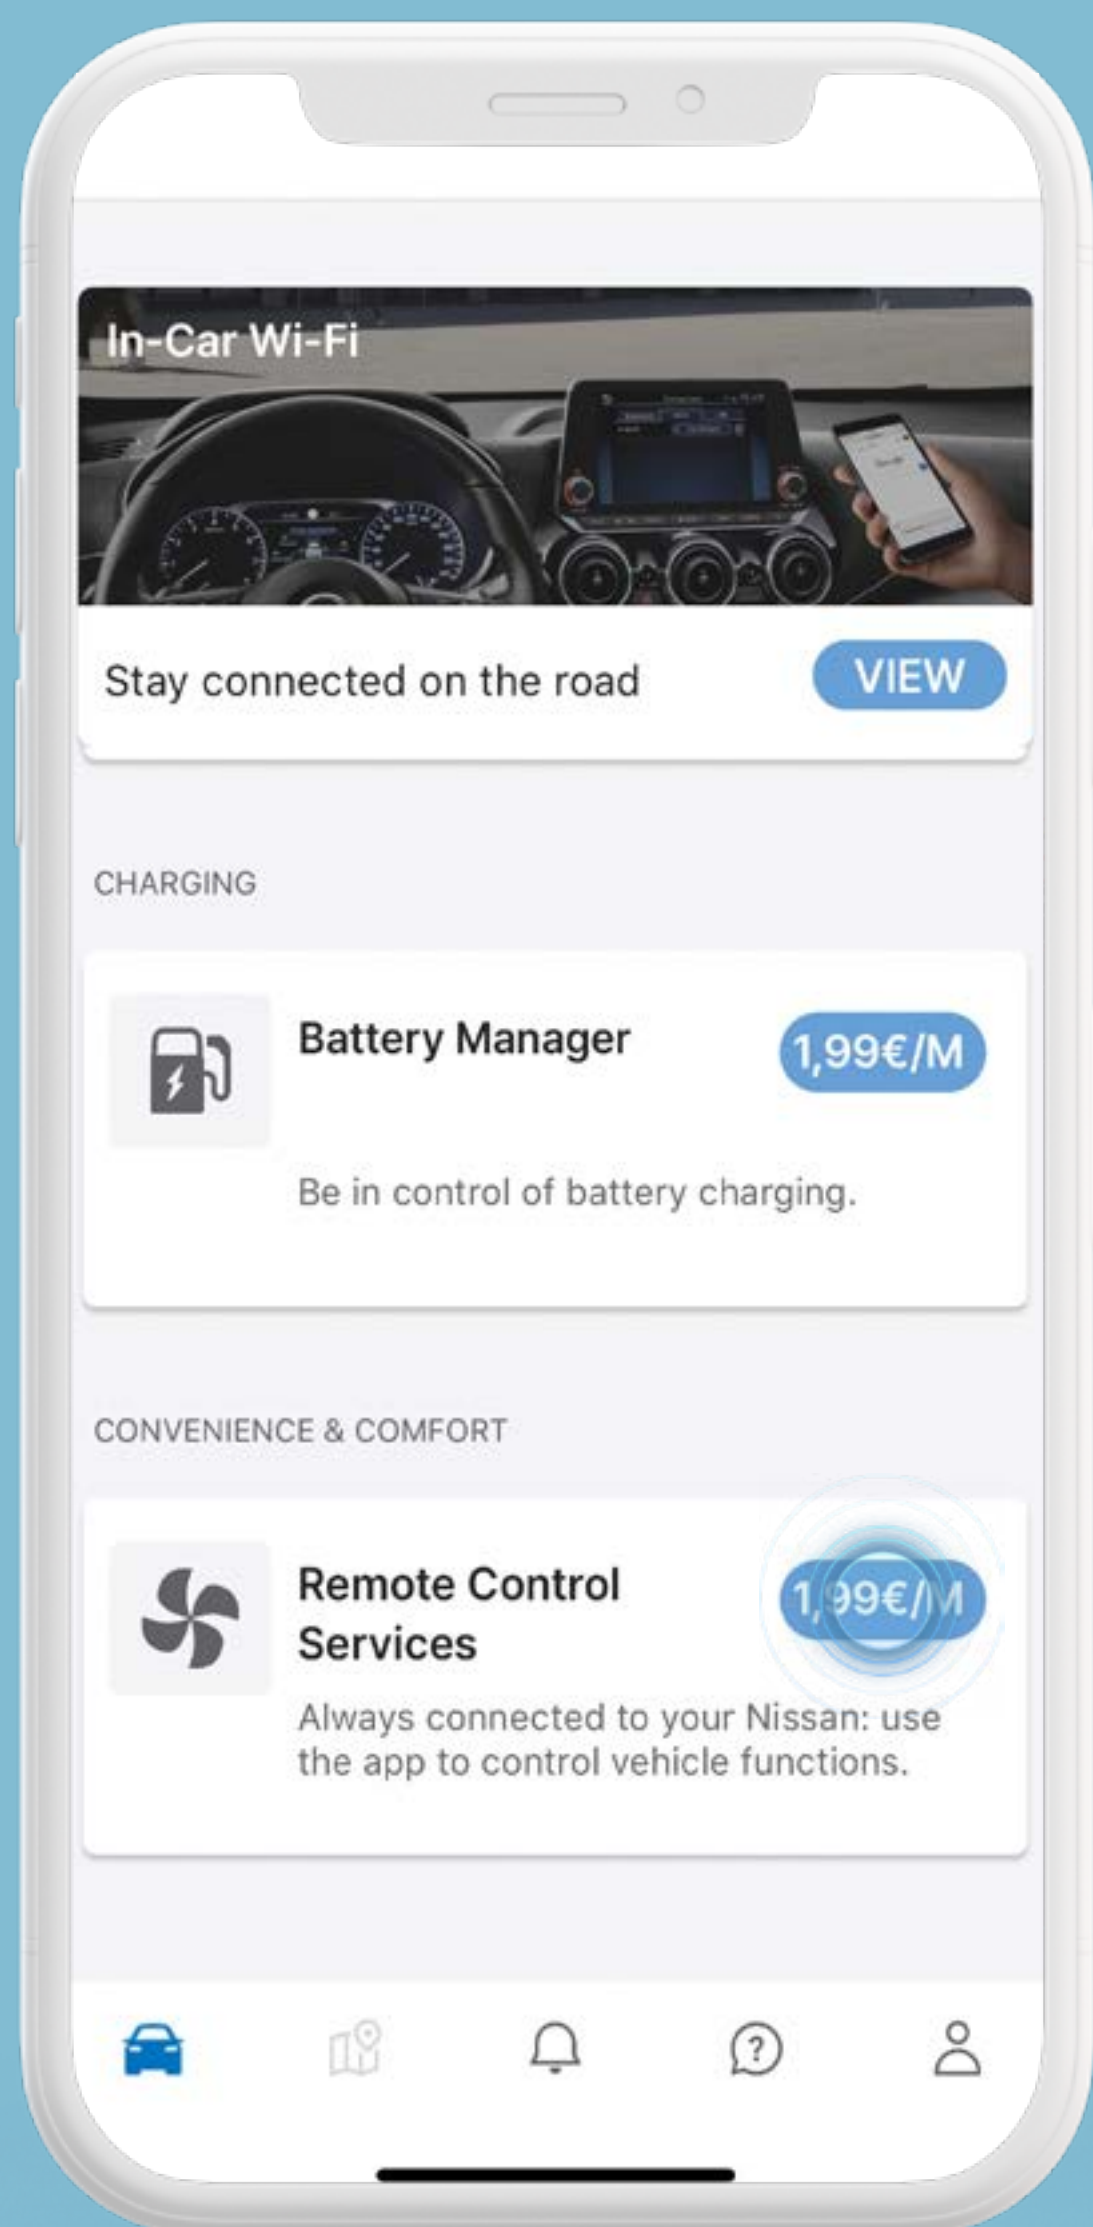 In-Car Wi-Fi
Stay connected on the road
VIEW
CHARGING
Battery Manager
1,99€/M
Be in control of battery charging.
CONVENIENCE & COMFORT
Remote Control
Services
1,99€/M
Always connected to your Nissan: use
the app to control vehicle functions.
?